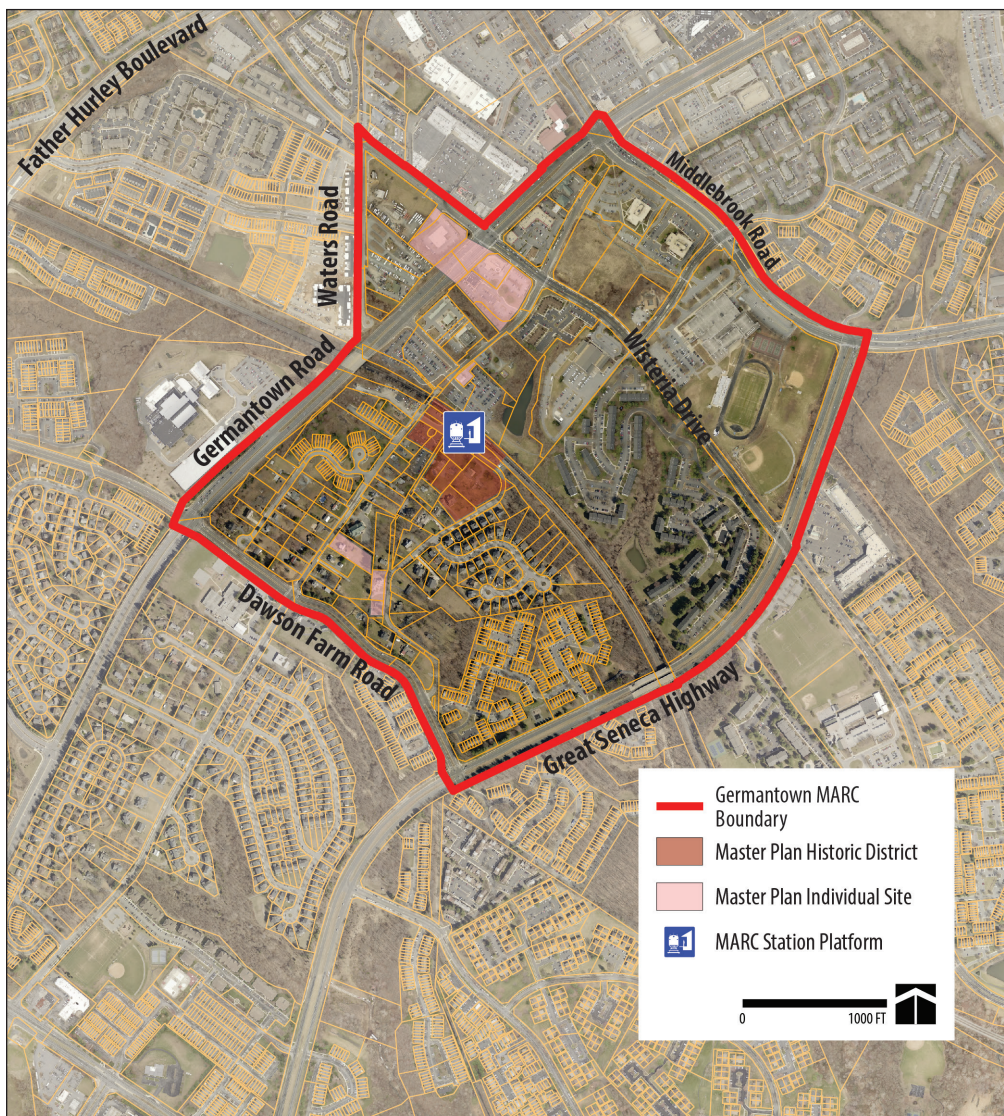 Father Hurley Boulevard
Waters Road
Middlebrook Road
Wisteria Drive
Germantown Road
Dawson Farm Road
Great Seneca Highway
Germantown MARC
Boundary
Master Plan Historic District
Master Plan Individual Site
MARC Station Platform
0 1000 FT